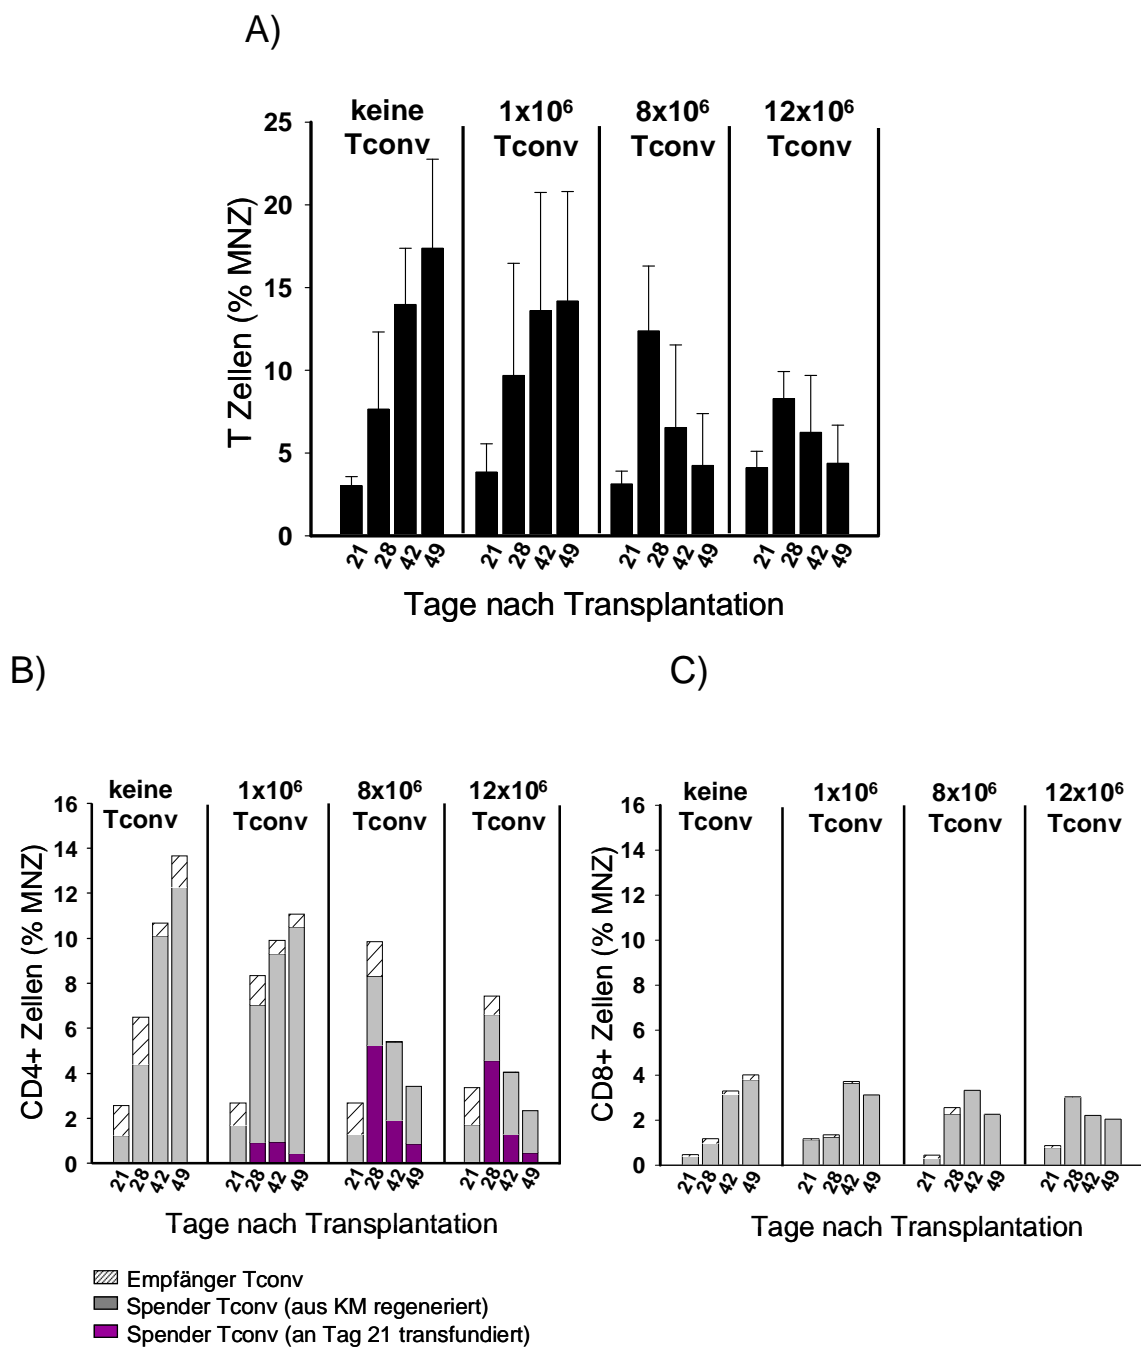 A)
keine 1x10⁶ 8x10⁶ 12x10⁶
Tconv Tconv Tconv Tconv
25
20
15
10
5
0
T Zellen (% MNZ)
21 28 42 49 21 28 42 49 21 28 42 49 21 28 42 49
Tage nach Transplantation
B)
keine 1x10⁶ 8x10⁶ 12x10⁶
Tconv Tconv Tconv Tconv
16
14
12
10
8
6
4
2
0
CD4+ Zellen (% MNZ)
21 28 42 49 21 28 42 49 21 28 42 49 21 28 42 49
Tage nach Transplantation
Empfänger Tconv
Spender Tconv (aus KM regeneriert)
Spender Tconv (an Tag 21 transfundiert)
C)
keine 1x10⁶ 8x10⁶ 12x10⁶
Tconv Tconv Tconv Tconv
16
14
12
10
8
6
4
2
0
CD8+ Zellen (% MNZ)
21 28 42 49 21 28 42 49 21 28 42 49 21 28 42 49
Tage nach Transplantation